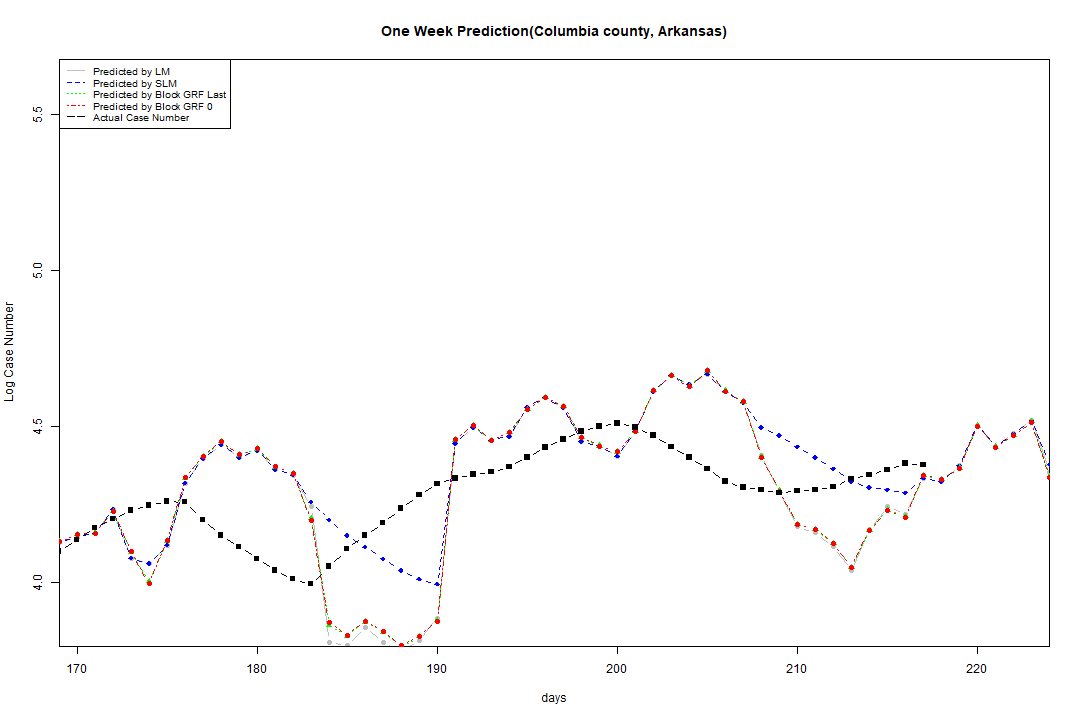 One Week Prediction(Columbia county, Arkansas)
Predicted by LM
Predicted by SLM
Predicted by Block GRF Last
Predicted by Block GRF 0
Actual Case Number
5.5
5.0
4.5
4.0
Log Case Number
170 180 190 200 210 220
days